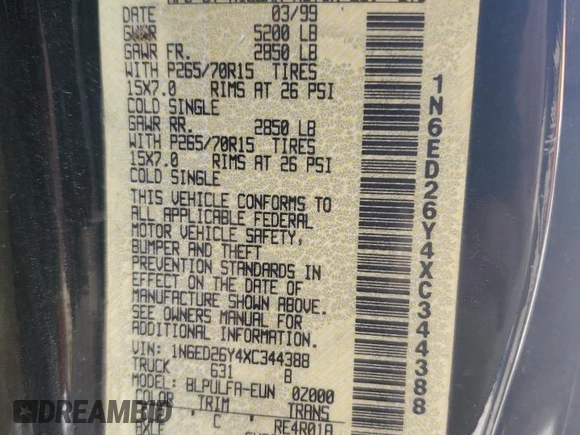 DATE 03/99
GVWR 5200 LB
GAWR FR. 2850 LB
WITH P265/70R15 TIRES
15X7.0 RIMS AT 26 PSI
COLD SINGLE
GAWR RR. 2850 LB
WITH P265/70R15 TIRES
15X7.0 RIMS AT 26 PSI
COLD SINGLE
THIS VEHICLE CONFORMS TO
ALL APPLICABLE FEDERAL
MOTOR VEHICLE SAFETY,
BUMPER AND THEFT
PREVENTION STANDARDS IN
EFFECT ON THE DATE OF
MANUFACTURE SHOWN ABOVE.
SEE OWNERS MANUAL FOR
ADDITIONAL INFORMATION.
VIN: 1N6ED26Y4XC344388
TRUCK 631 B
MODEL: BLPULFA-EUN 0Z000
COLOR TRIM TRANS
C RE4R01A
AXLE
1N6ED26Y4XC344388
DREAMBID.COM